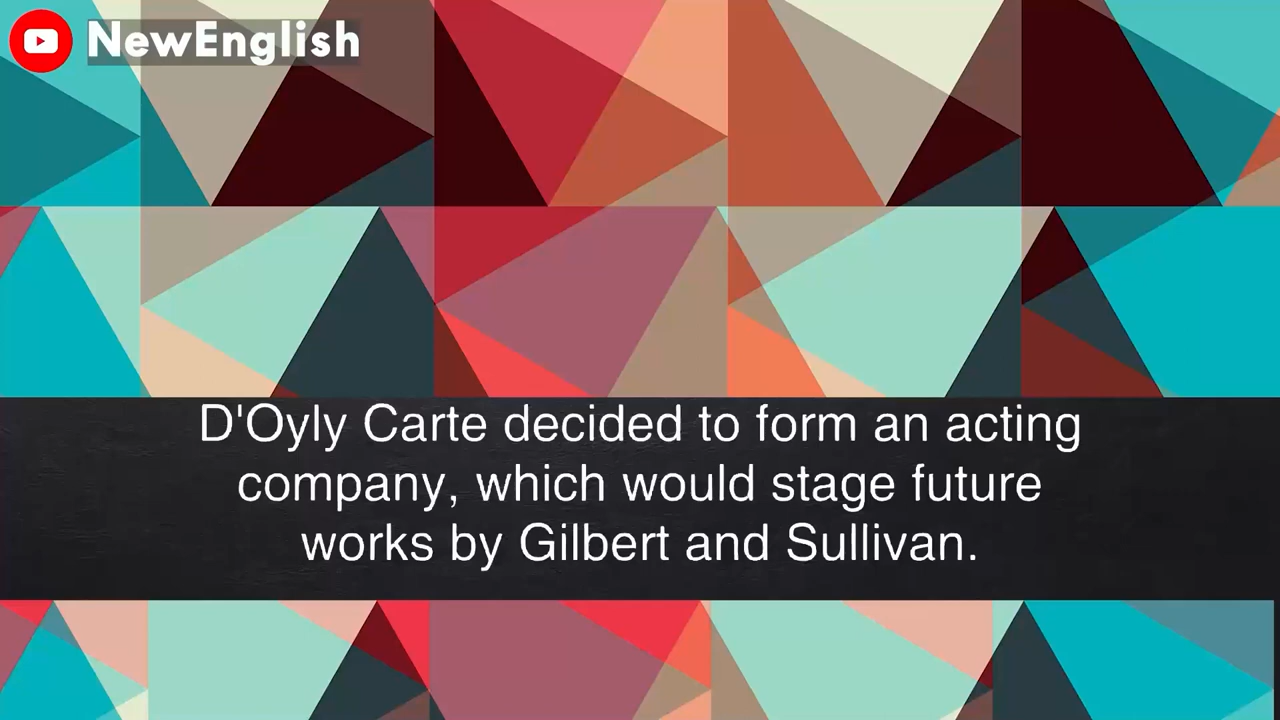 NewEnglish
D'Oyly Carte decided to form an acting
company, which would stage future
works by Gilbert and Sullivan.